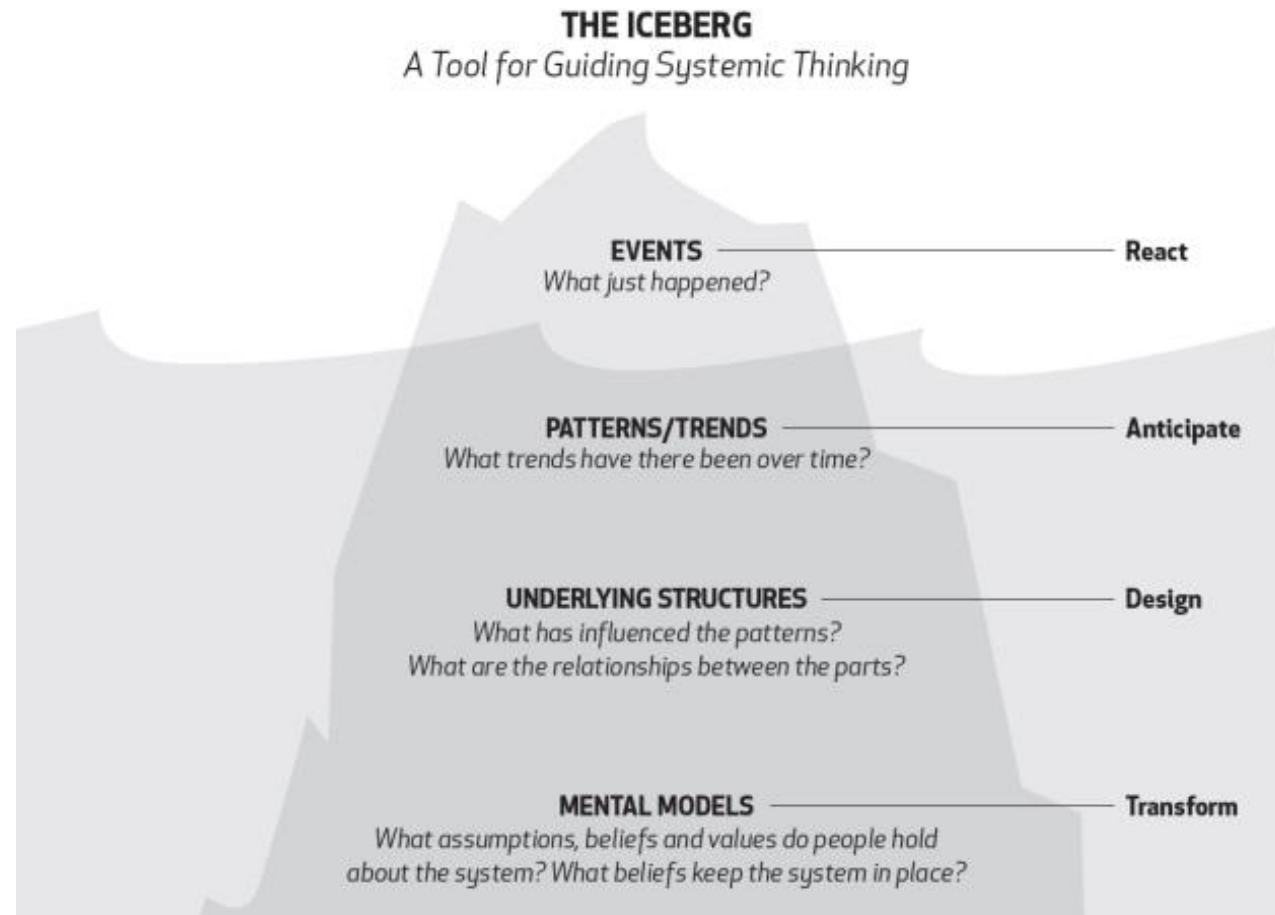 THE ICEBERG
A Tool for Guiding Systemic Thinking
EVENTS React
What just happened?
PATTERNS/TRENDS Anticipate
What trends have there been over time?
UNDERLYING STRUCTURES Design
What has influenced the patterns?
What are the relationships between the parts?
MENTAL MODELS Transform
What assumptions, beliefs and values do people hold
about the system? What beliefs keep the system in place?